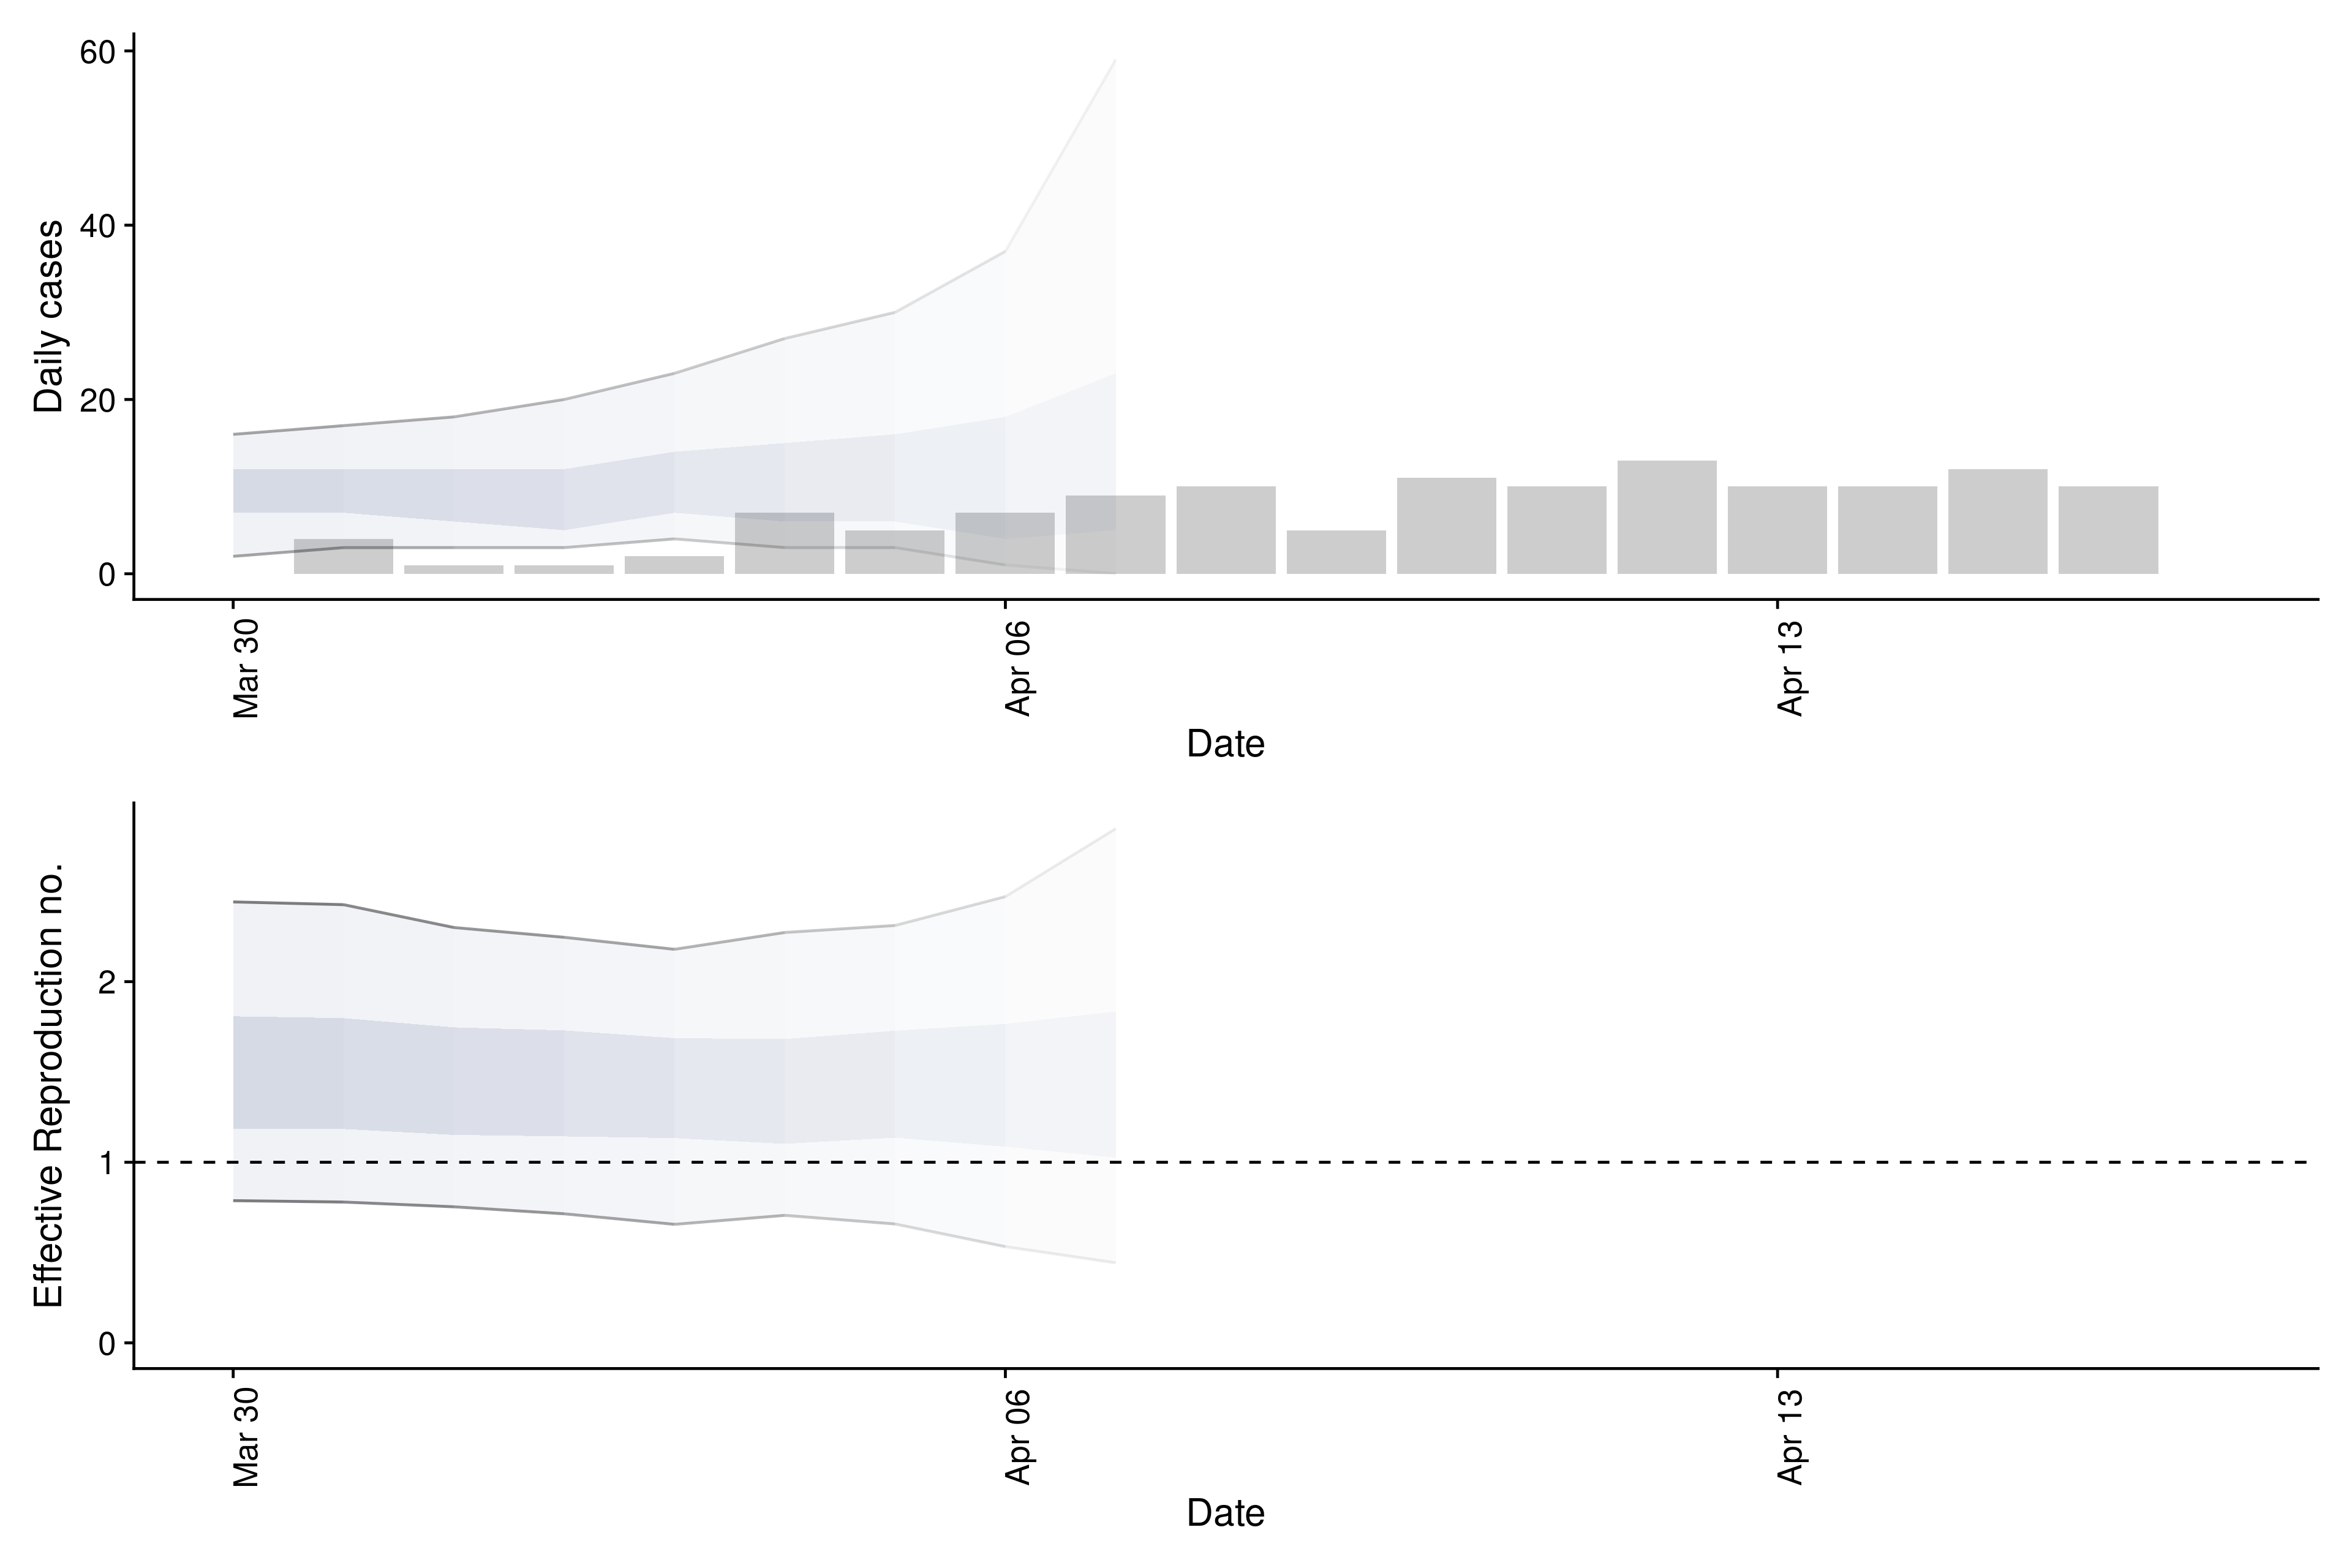 Daily cases
60
40
20
0
Mar 30
Apr 06
Apr 13
Date
Effective Reproduction no.
2
1
0
Mar 30
Apr 06
Apr 13
Date